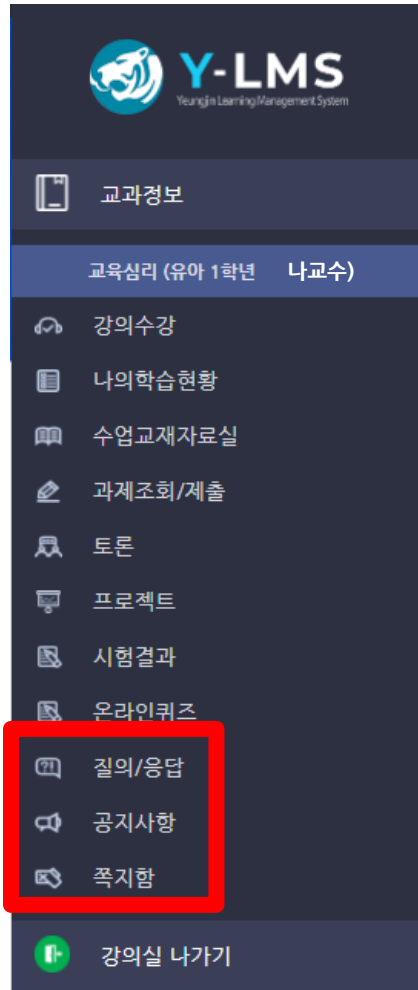 Y-LMS
Yeungjin Learning Management System
교과정보
교육심리 (유아 1학년 나교수)
강의수강
나의학습현황
수업교재자료실
과제조회/제출
토론
프로젝트
시험결과
온라인퀴즈
질의/응답
공지사항
쪽지함
강의실 나가기